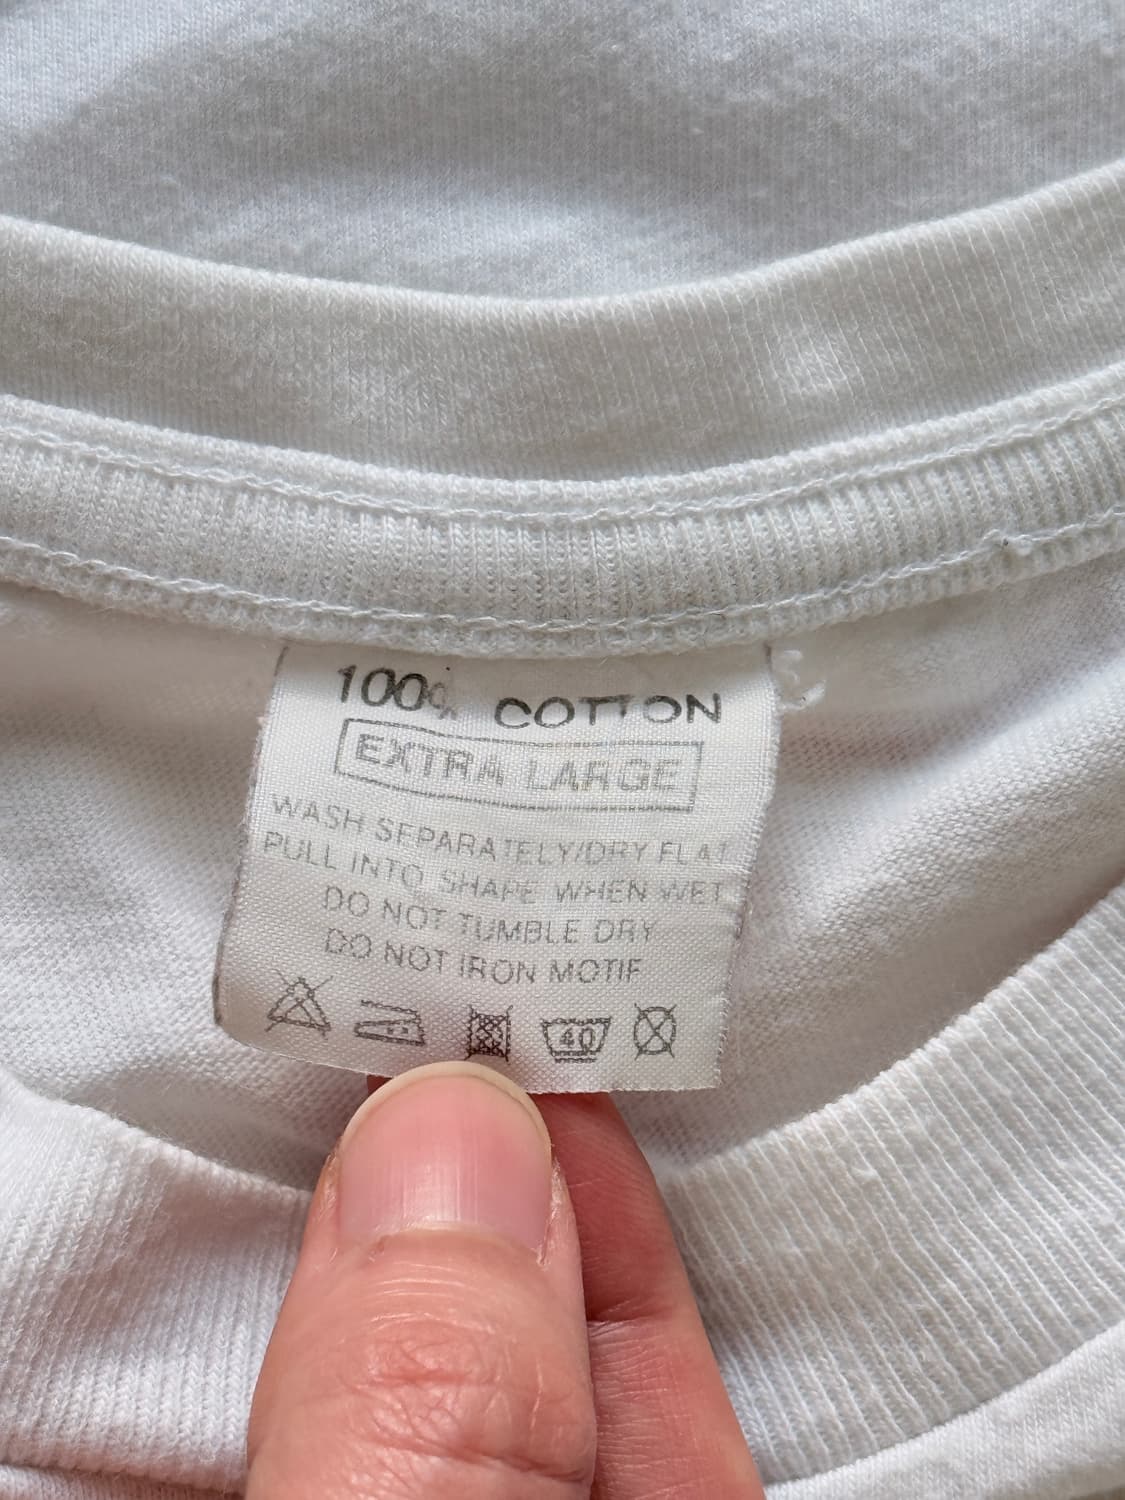 100% COTTON
EXTRA LARGE
WASH SEPARATELY/DRY FLAT
PULL INTO SHAPE WHEN WET
DO NOT TUMBLE DRY
DO NOT IRON MOTIF
40